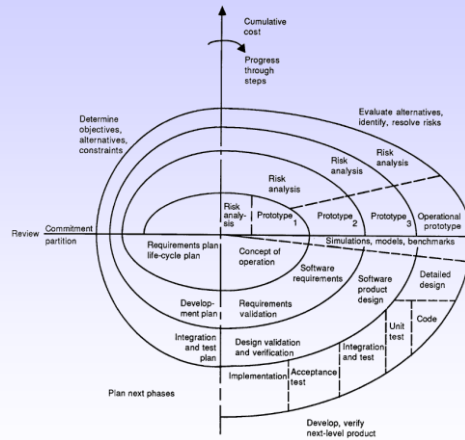 Cumulative
cost
Progress
through
steps
Determine
objectives,
alternatives,
constraints
Evaluate alternatives,
identify, resolve risks
Risk
analysis
Risk
analysis
Risk
analysis
Risk
analy-
sis
Prototype
1
Prototype
2
Prototype
3
Operational
prototype
Review
Commitment
partition
Simulations, models, benchmarks
Requirements plan
life-cycle plan
Concept of
operation
Software
requirements
Software
product
design
Detailed
design
Develop-
ment plan
Requirements
validation
Code
Unit
test
Integration
and test
plan
Design validation
and verification
Integration
and test
Acceptance
test
Implementation
Plan next phases
Develop, verify
next-level product